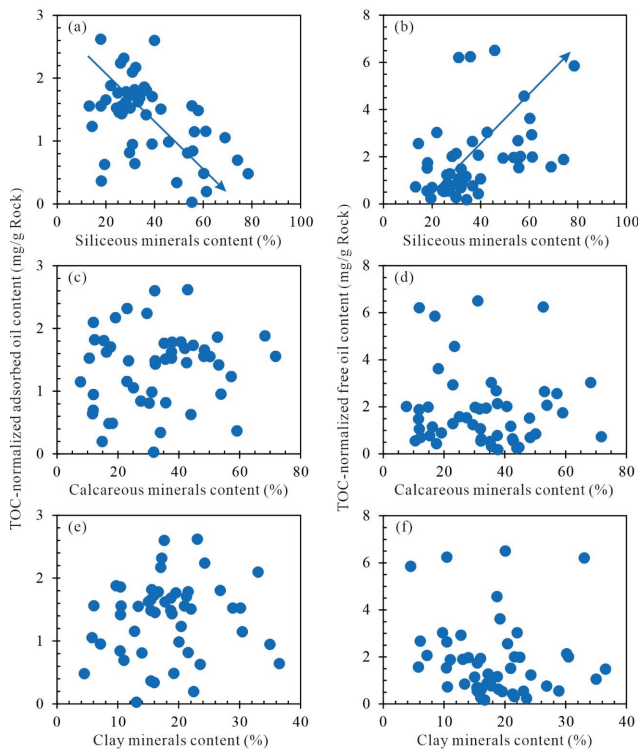 TOC-normalized adsorbed oil content (mg/g Rock)
TOC-normalized free oil content (mg/g Rock)
(a)
3
2
1
0
0 20 40 60 80 100
Siliceous minerals content (%)
(b)
8
6
4
2
0
0 20 40 60 80 100
Siliceous minerals content (%)
(c)
3
2
1
0
0 20 40 60 80
Calcareous minerals content (%)
(d)
8
6
4
2
0
0 20 40 60 80
Calcareous minerals content (%)
(e)
3
2
1
0
0 10 20 30 40
Clay minerals content (%)
(f)
8
6
4
2
0
0 10 20 30 40
Clay minerals content (%)